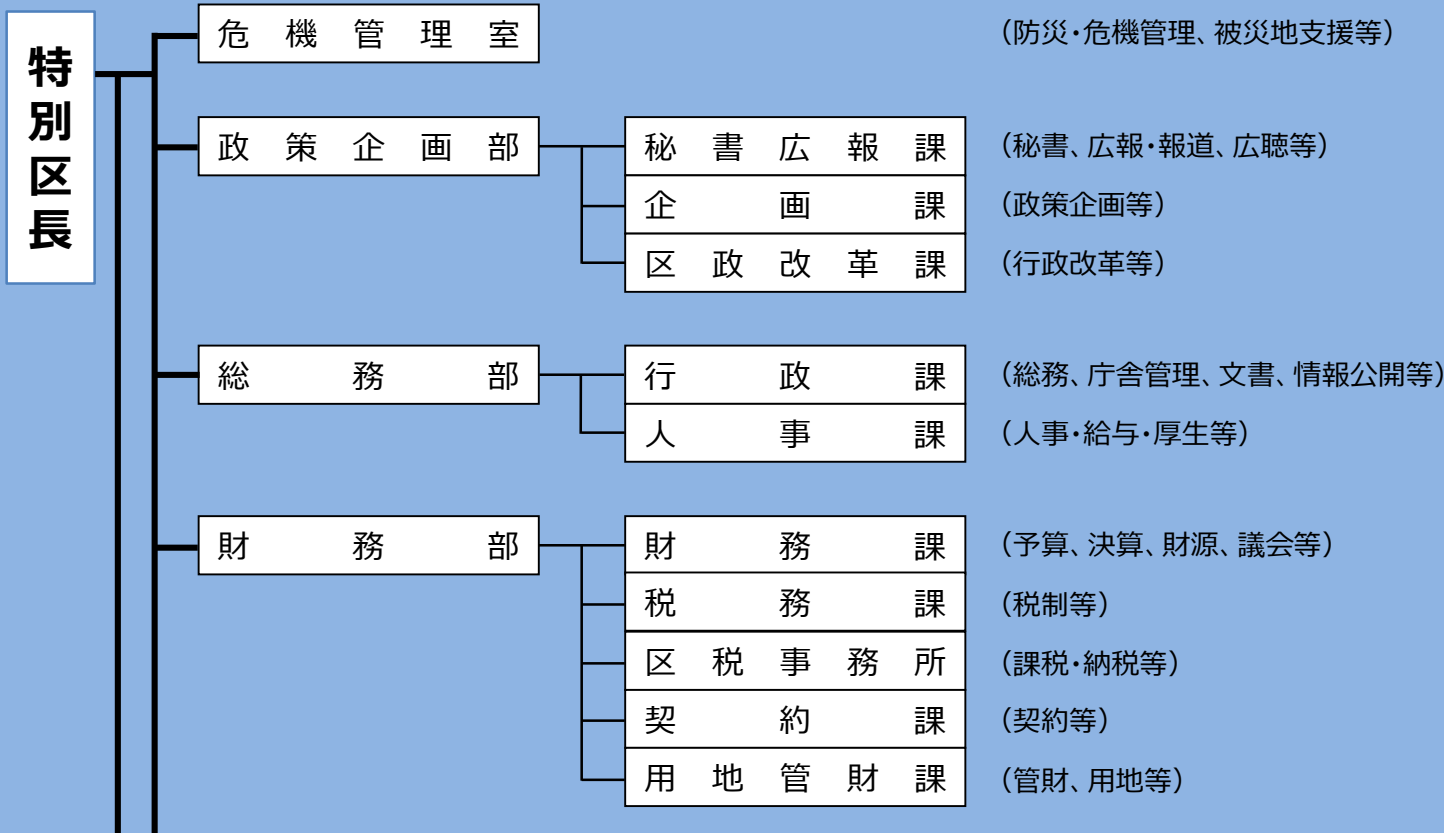 特別区長
危機管理室 （防災・危機管理、被災地支援等）
政策企画部 秘書広報課 （秘書、広報・報道、広聴等）
企画課 （政策企画等）
区政改革課 （行政改革等）
総務部 行政課 （総務、庁舎管理、文書、情報公開等）
人事課 （人事・給与・厚生等）
財務部 財務課 （予算、決算、財源、議会等）
税務課 （税制等）
区税事務所 （課税・納税等）
契約課 （契約等）
用地管財課 （管財、用地等）